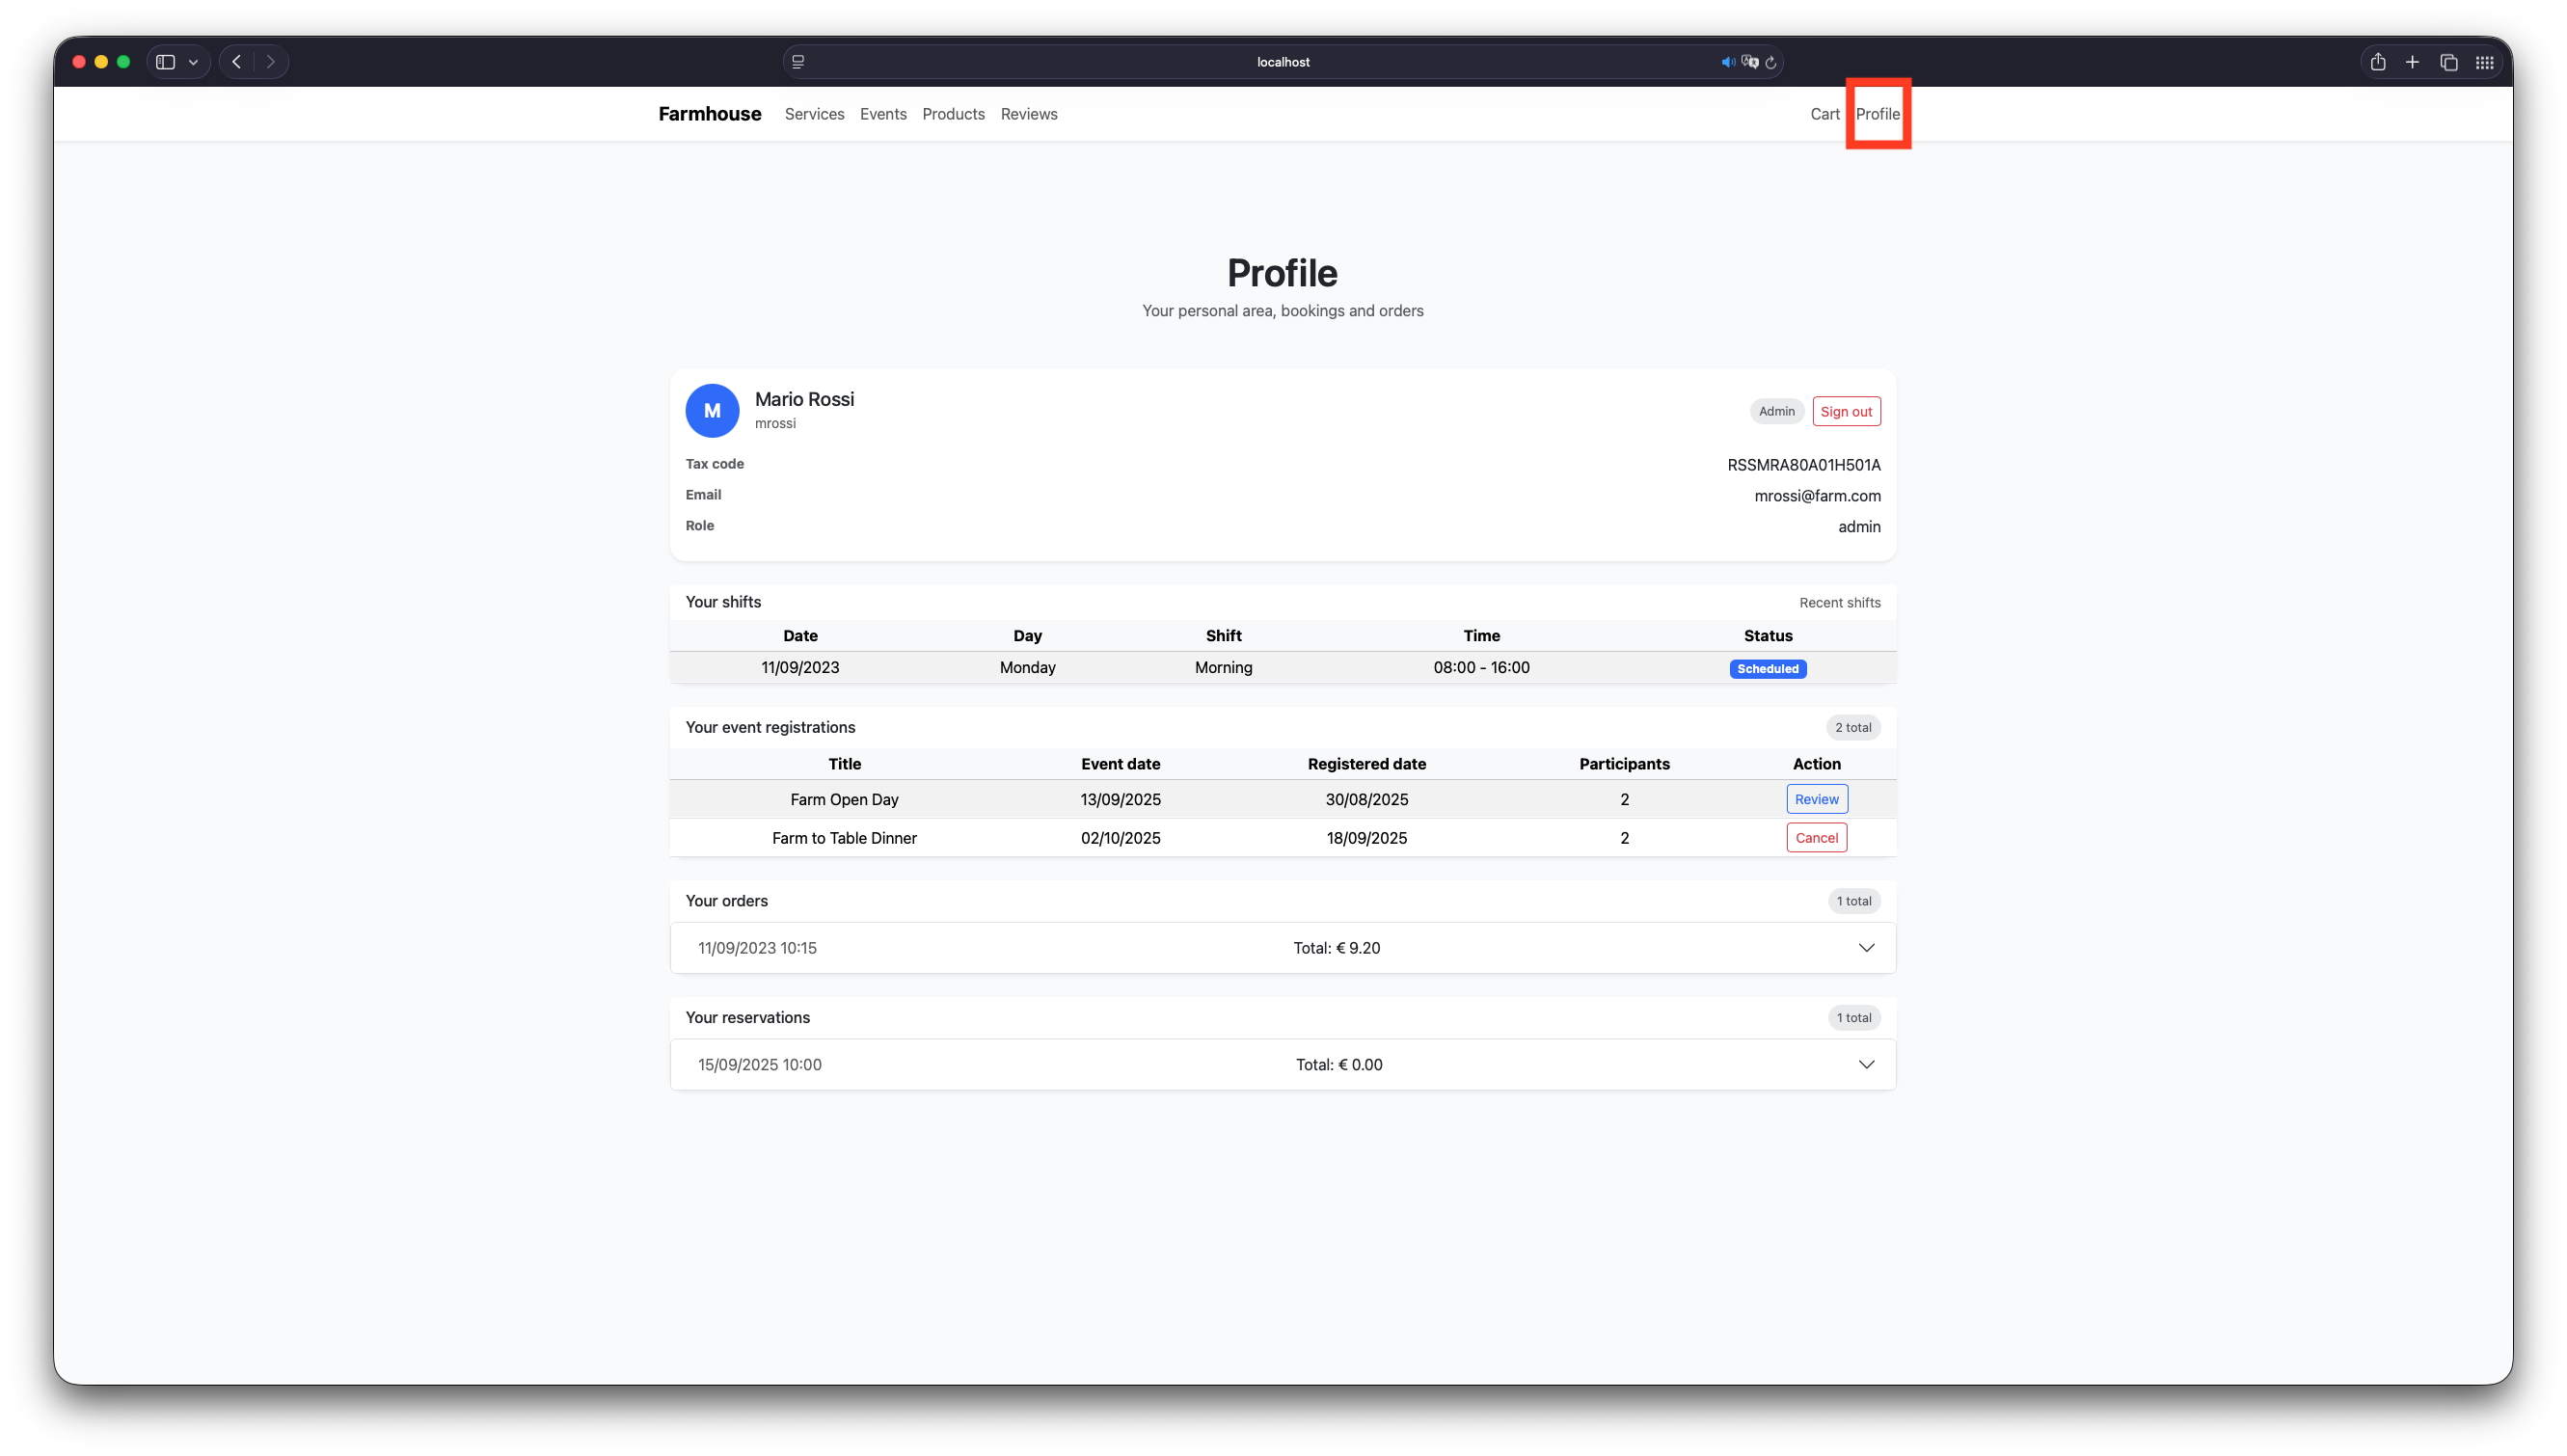 localhost
Farmhouse Services Events Products Reviews Cart Profile
Profile
Your personal area, bookings and orders
M
Mario Rossi
mrossi
Admin Sign out
Tax code RSSMRA80A01H501A
Email mrossi@farm.com
Role admin
Your shifts Recent shifts
Date Day Shift Time Status
11/09/2023 Monday Morning 08:00 - 16:00 Scheduled
Your event registrations 2 total
Title Event date Registered date Participants Action
Farm Open Day 13/09/2025 30/08/2025 2 Review
Farm to Table Dinner 02/10/2025 18/09/2025 2 Cancel
Your orders 1 total
11/09/2023 10:15 Total: € 9.20
Your reservations 1 total
15/09/2025 10:00 Total: € 0.00